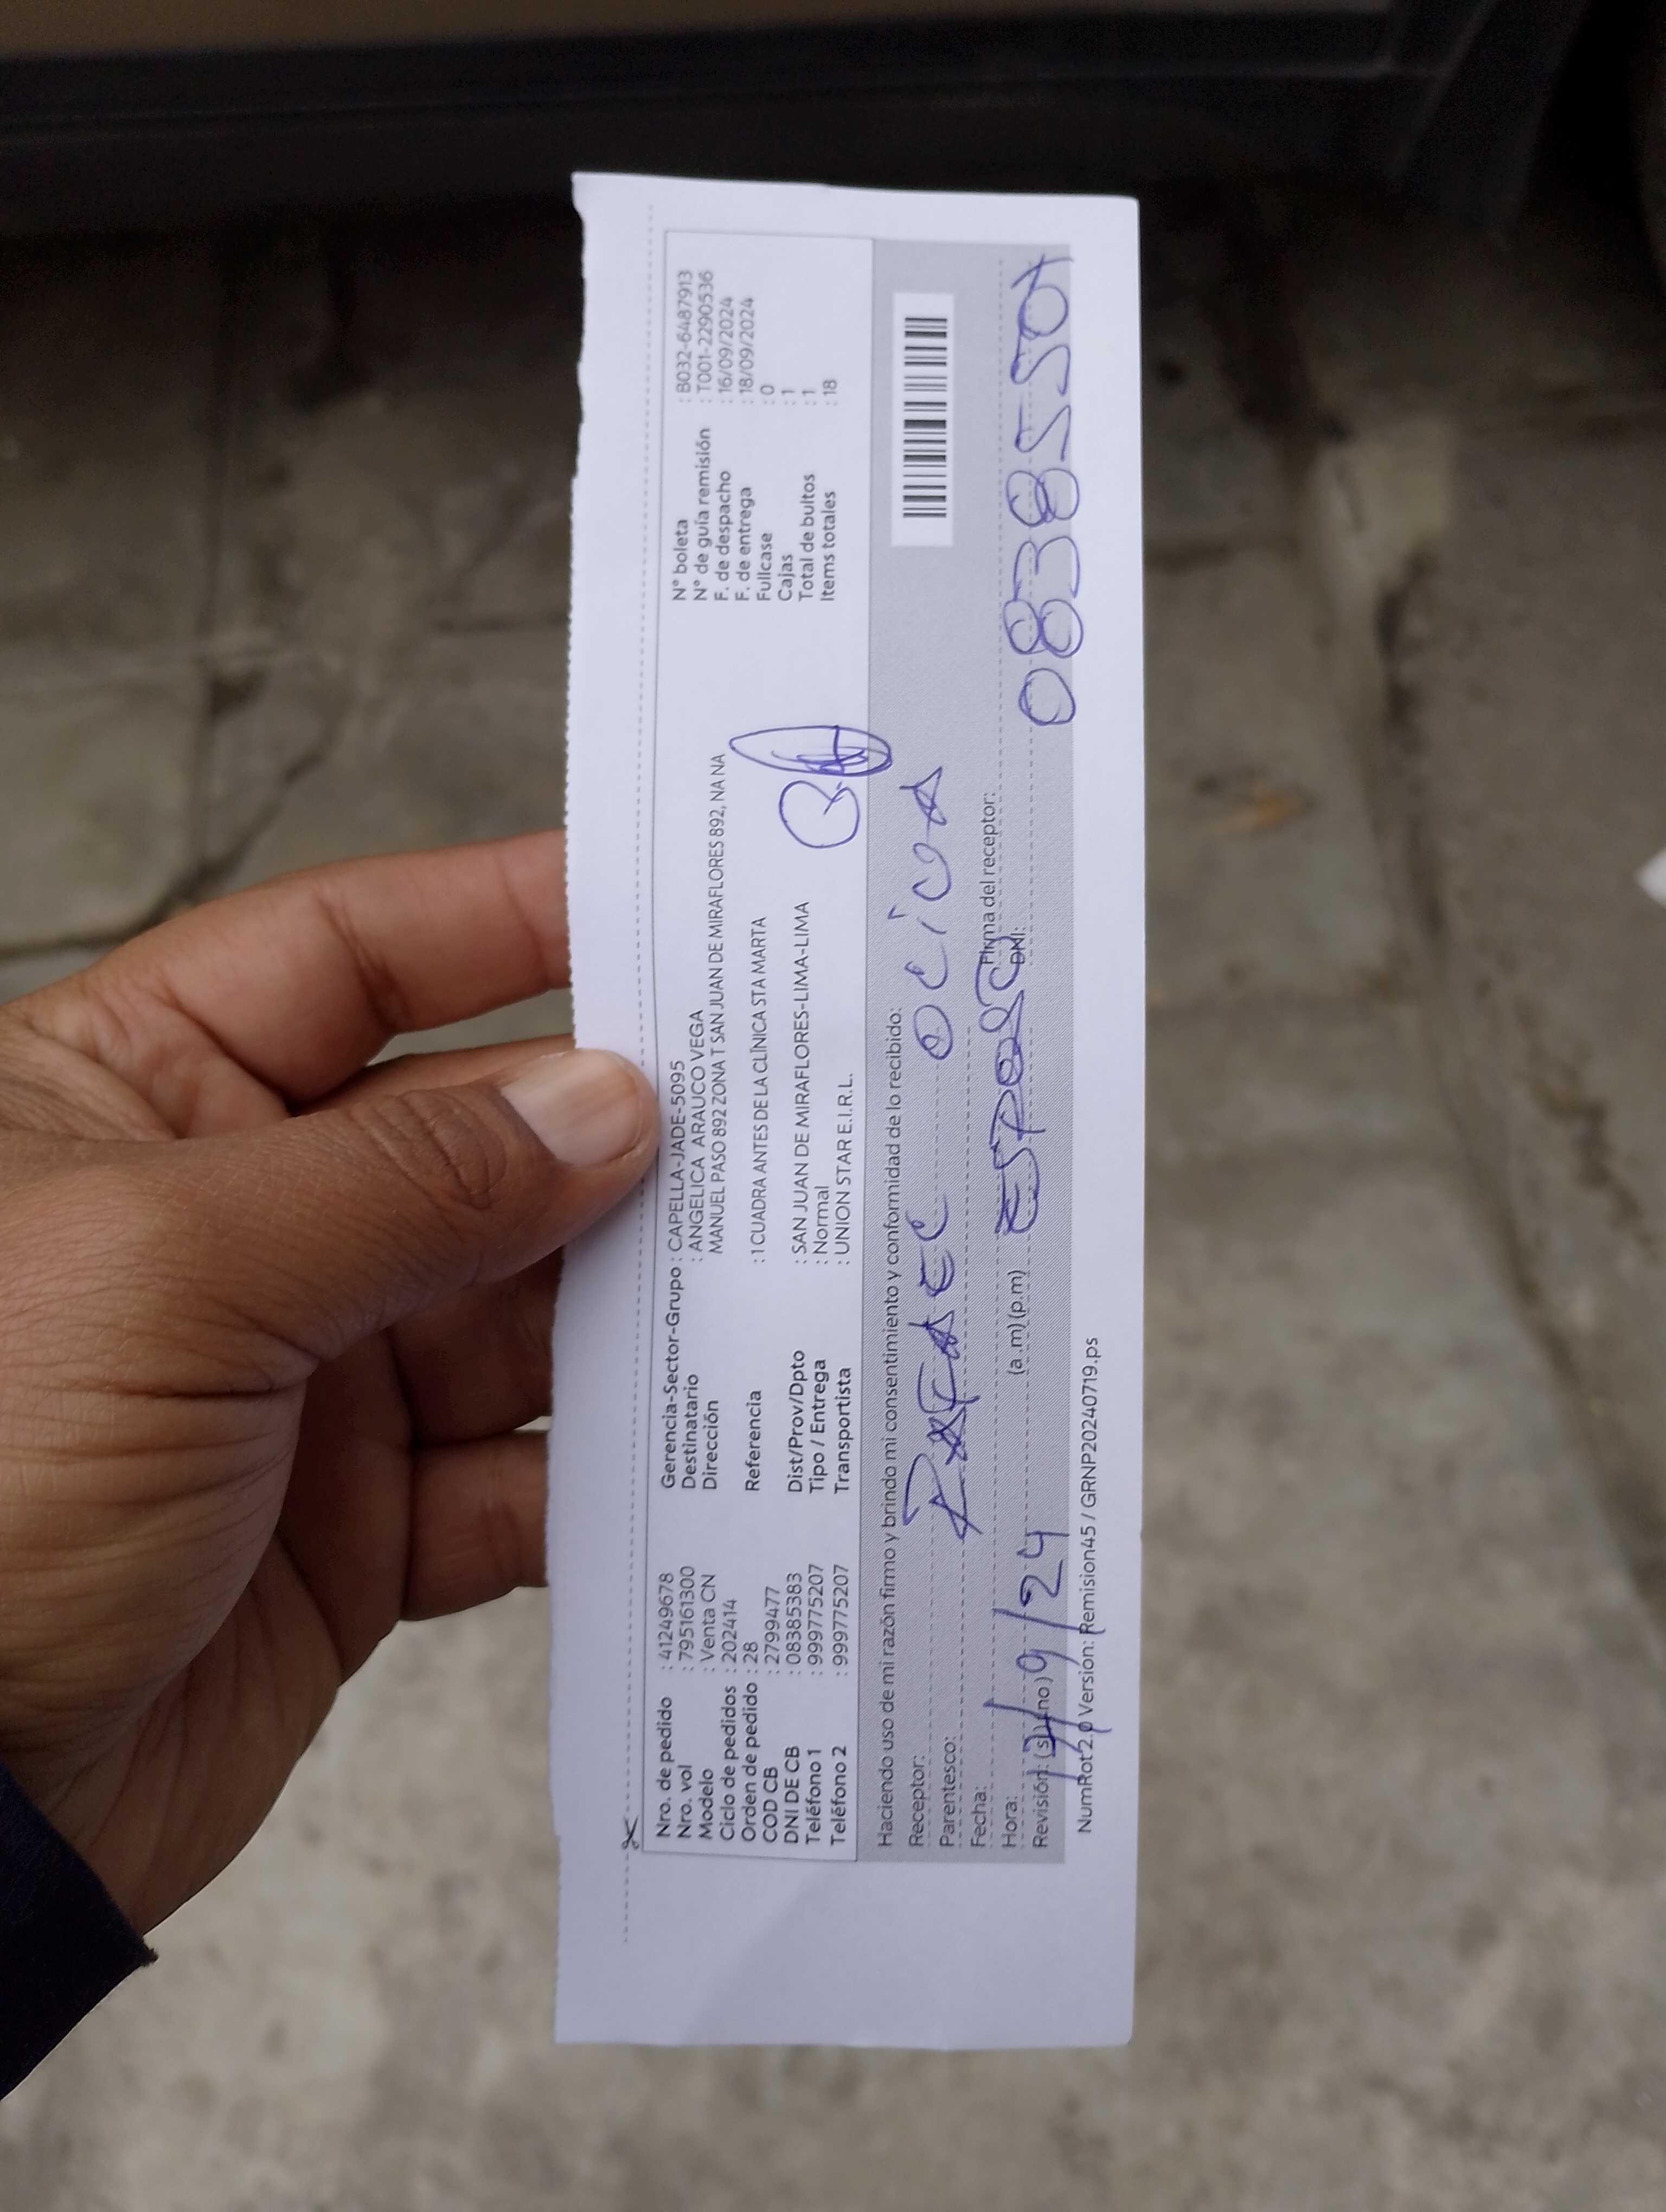 Nro. de pedido : 41249678
Nro. vol : 795161300
Modelo : Venta CN
Ciclo de pedidos : 202414
Orden de pedido : 28
COD CB : 2799477
DNI DE CB : 08385383
Teléfono 1 : 999775207
Teléfono 2 : 999775207
Gerencia-Sector-Grupo : CAPELLA-JADE-5095
Destinatario : ANGELICA ARAUCO VEGA
Dirección MANUEL PASO 892 ZONA T SAN JUAN DE MIRAFLORES 892, NA NA
Referencia : 1 CUADRA ANTES DE LA CLÍNICA STA MARTA
Dist/Prov/Dpto : SAN JUAN DE MIRAFLORES-LIMA-LIMA
Tipo / Entrega : Normal
Transportista : UNION STAR E.I.R.L.
N° boleta : B032-6487913
N° de guía remisión : T001-2290536
F. de despacho : 16/09/2024
F. de entrega : 18/09/2024
Fullcase : 0
Cajas : 1
Total de bultos : 1
Items totales : 18
Haciendo uso de mi razón firmo y brindo mi consentimiento y conformidad de lo recibido:
Receptor: RAFAEL
Parentesco: ESPOSO
Fecha: /9/24
Hora: (a.m) (p.m)
Revisión: (si) (no)
Firma del receptor:
DNI:
NumRot2.0 Version: Remision45 / GRNP20240719.ps